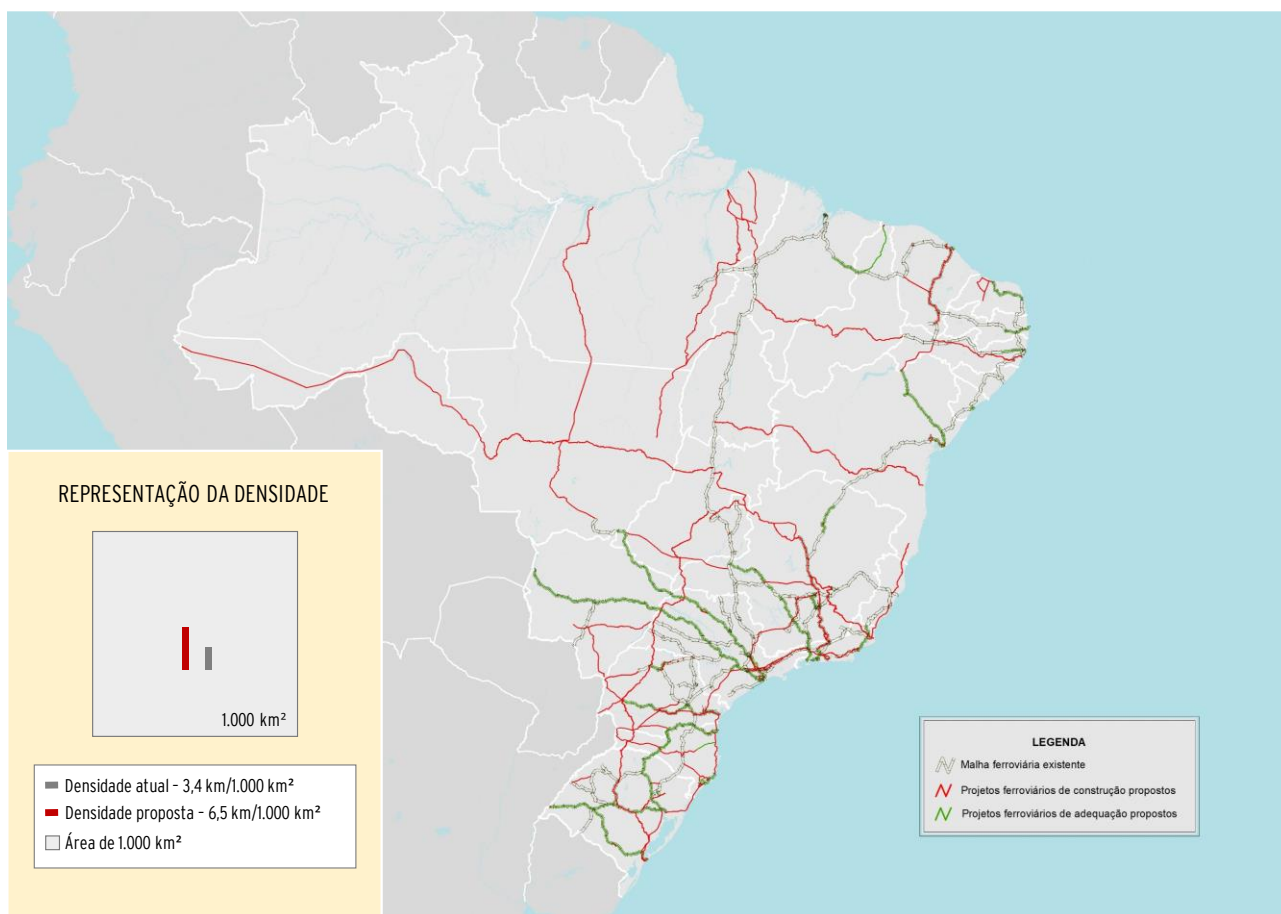 REPRESENTAÇÃO DA DENSIDADE
1.000 km²
Densidade atual – 3,4 km/1.000 km²
Densidade proposta – 6,5 km/1.000 km²
Área de 1.000 km²
LEGENDA
Malha ferroviária existente
Projetos ferroviários de construção propostos
Projetos ferroviários de adequação propostos